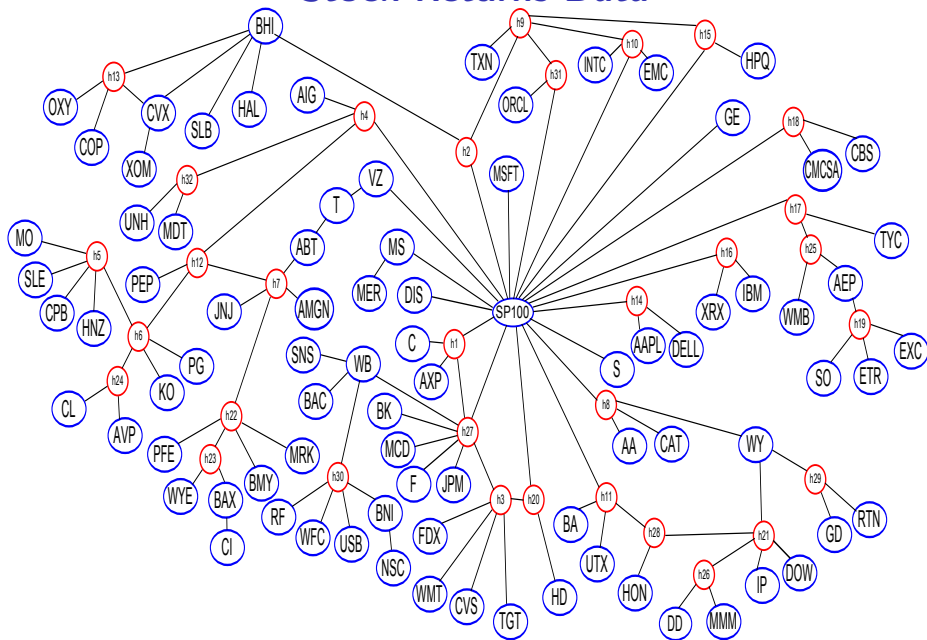 Stock Returns Data
BHI
h9
h10
h15
TXN
INTC
EMC
HPQ
h13
h31
OXY
CVX
HAL
AIG
ORCL
COP
SLB
h4
GE
h18
XOM
h2
CMCSA
CBS
h32
MSFT
UNH
MDT
T
VZ
h17
TYC
MO
h5
ABT
MS
h25
SLE
PEP
h12
h7
MER
h16
AEP
CPB
JNJ
AMGN
DIS
SP100
XRX
IBM
WMB
HNZ
h14
h6
C
h1
AAPL
DELL
h19
EXC
PG
SNS
WB
AXP
S
SO
ETR
h24
KO
CL
AVP
BAC
BK
h8
h22
MCD
h27
AA
CAT
WY
PFE
h23
MRK
F
JPM
h29
WYE
BAX
BMY
h30
h11
GD
RTN
RF
BNI
h3
h20
BA
CI
WFC
USB
FDX
h28
h21
NSC
UTX
WMT
CVS
TGT
HD
HON
h26
IP
DOW
DD
MMM